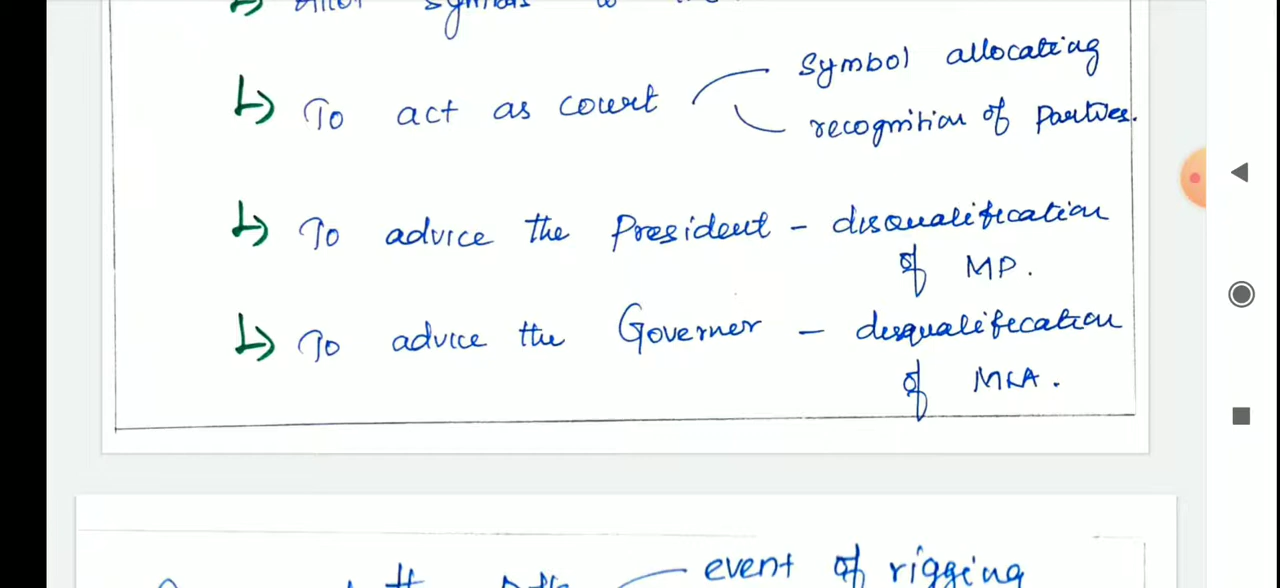 symbols
To act as court
symbol allocating
recognition of Parties.
To advice the President - disqualification
of MP.
To advice the Governer - disqualification
of MLA.
event of rigging